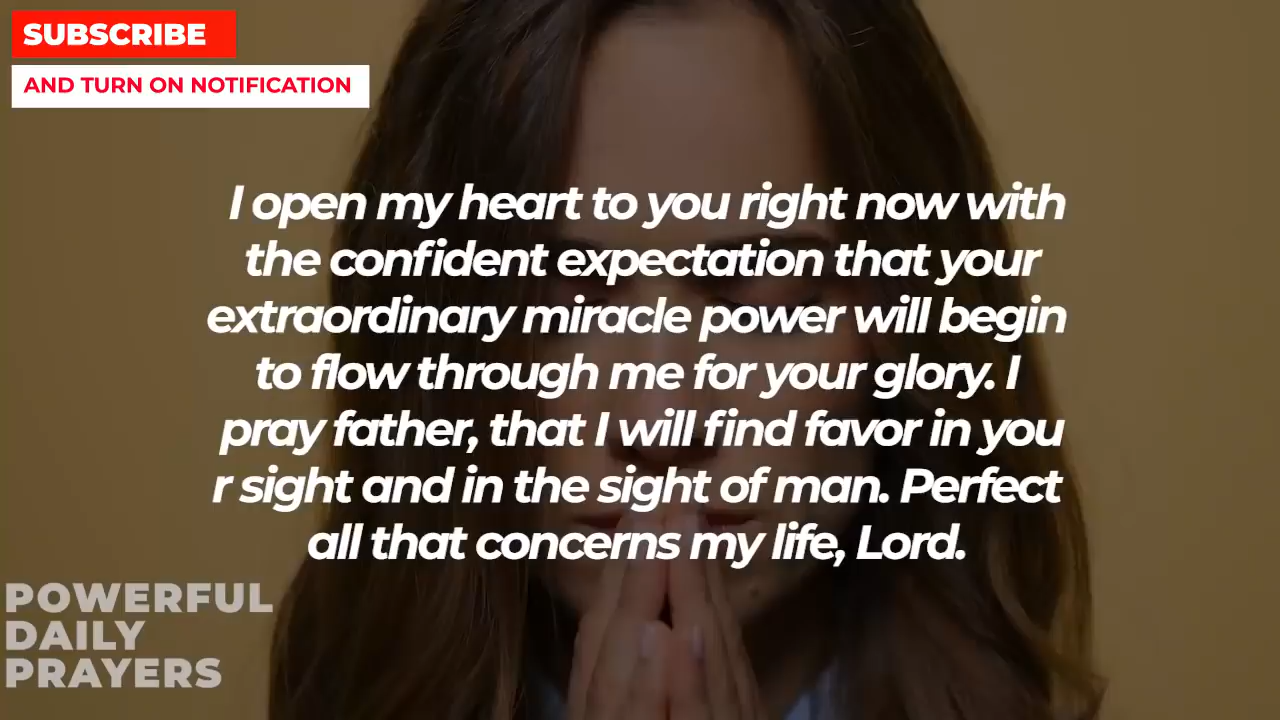 SUBSCRIBE
AND TURN ON NOTIFICATION
I open my heart to you right now with
the confident expectation that your
extraordinary miracle power will begin
to flow through me for your glory. I
pray father, that I will find favor in you
r sight and in the sight of man. Perfect
all that concerns my life, Lord.
POWERFUL
DAILY
PRAYERS